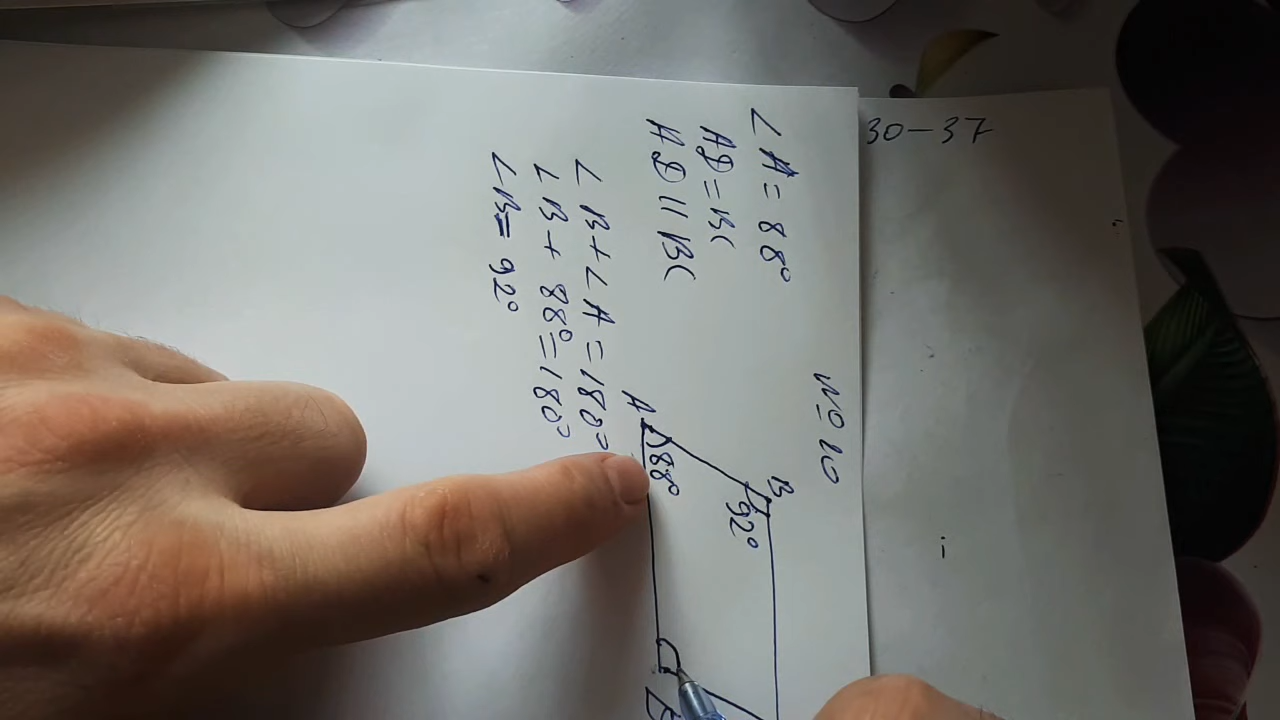 30-37
№ 10
∠A = 88°
AD = BC
AD || BC
∠B + ∠A = 180°
∠B + 88° = 180°
∠B = 92°
B
92°
A
88°